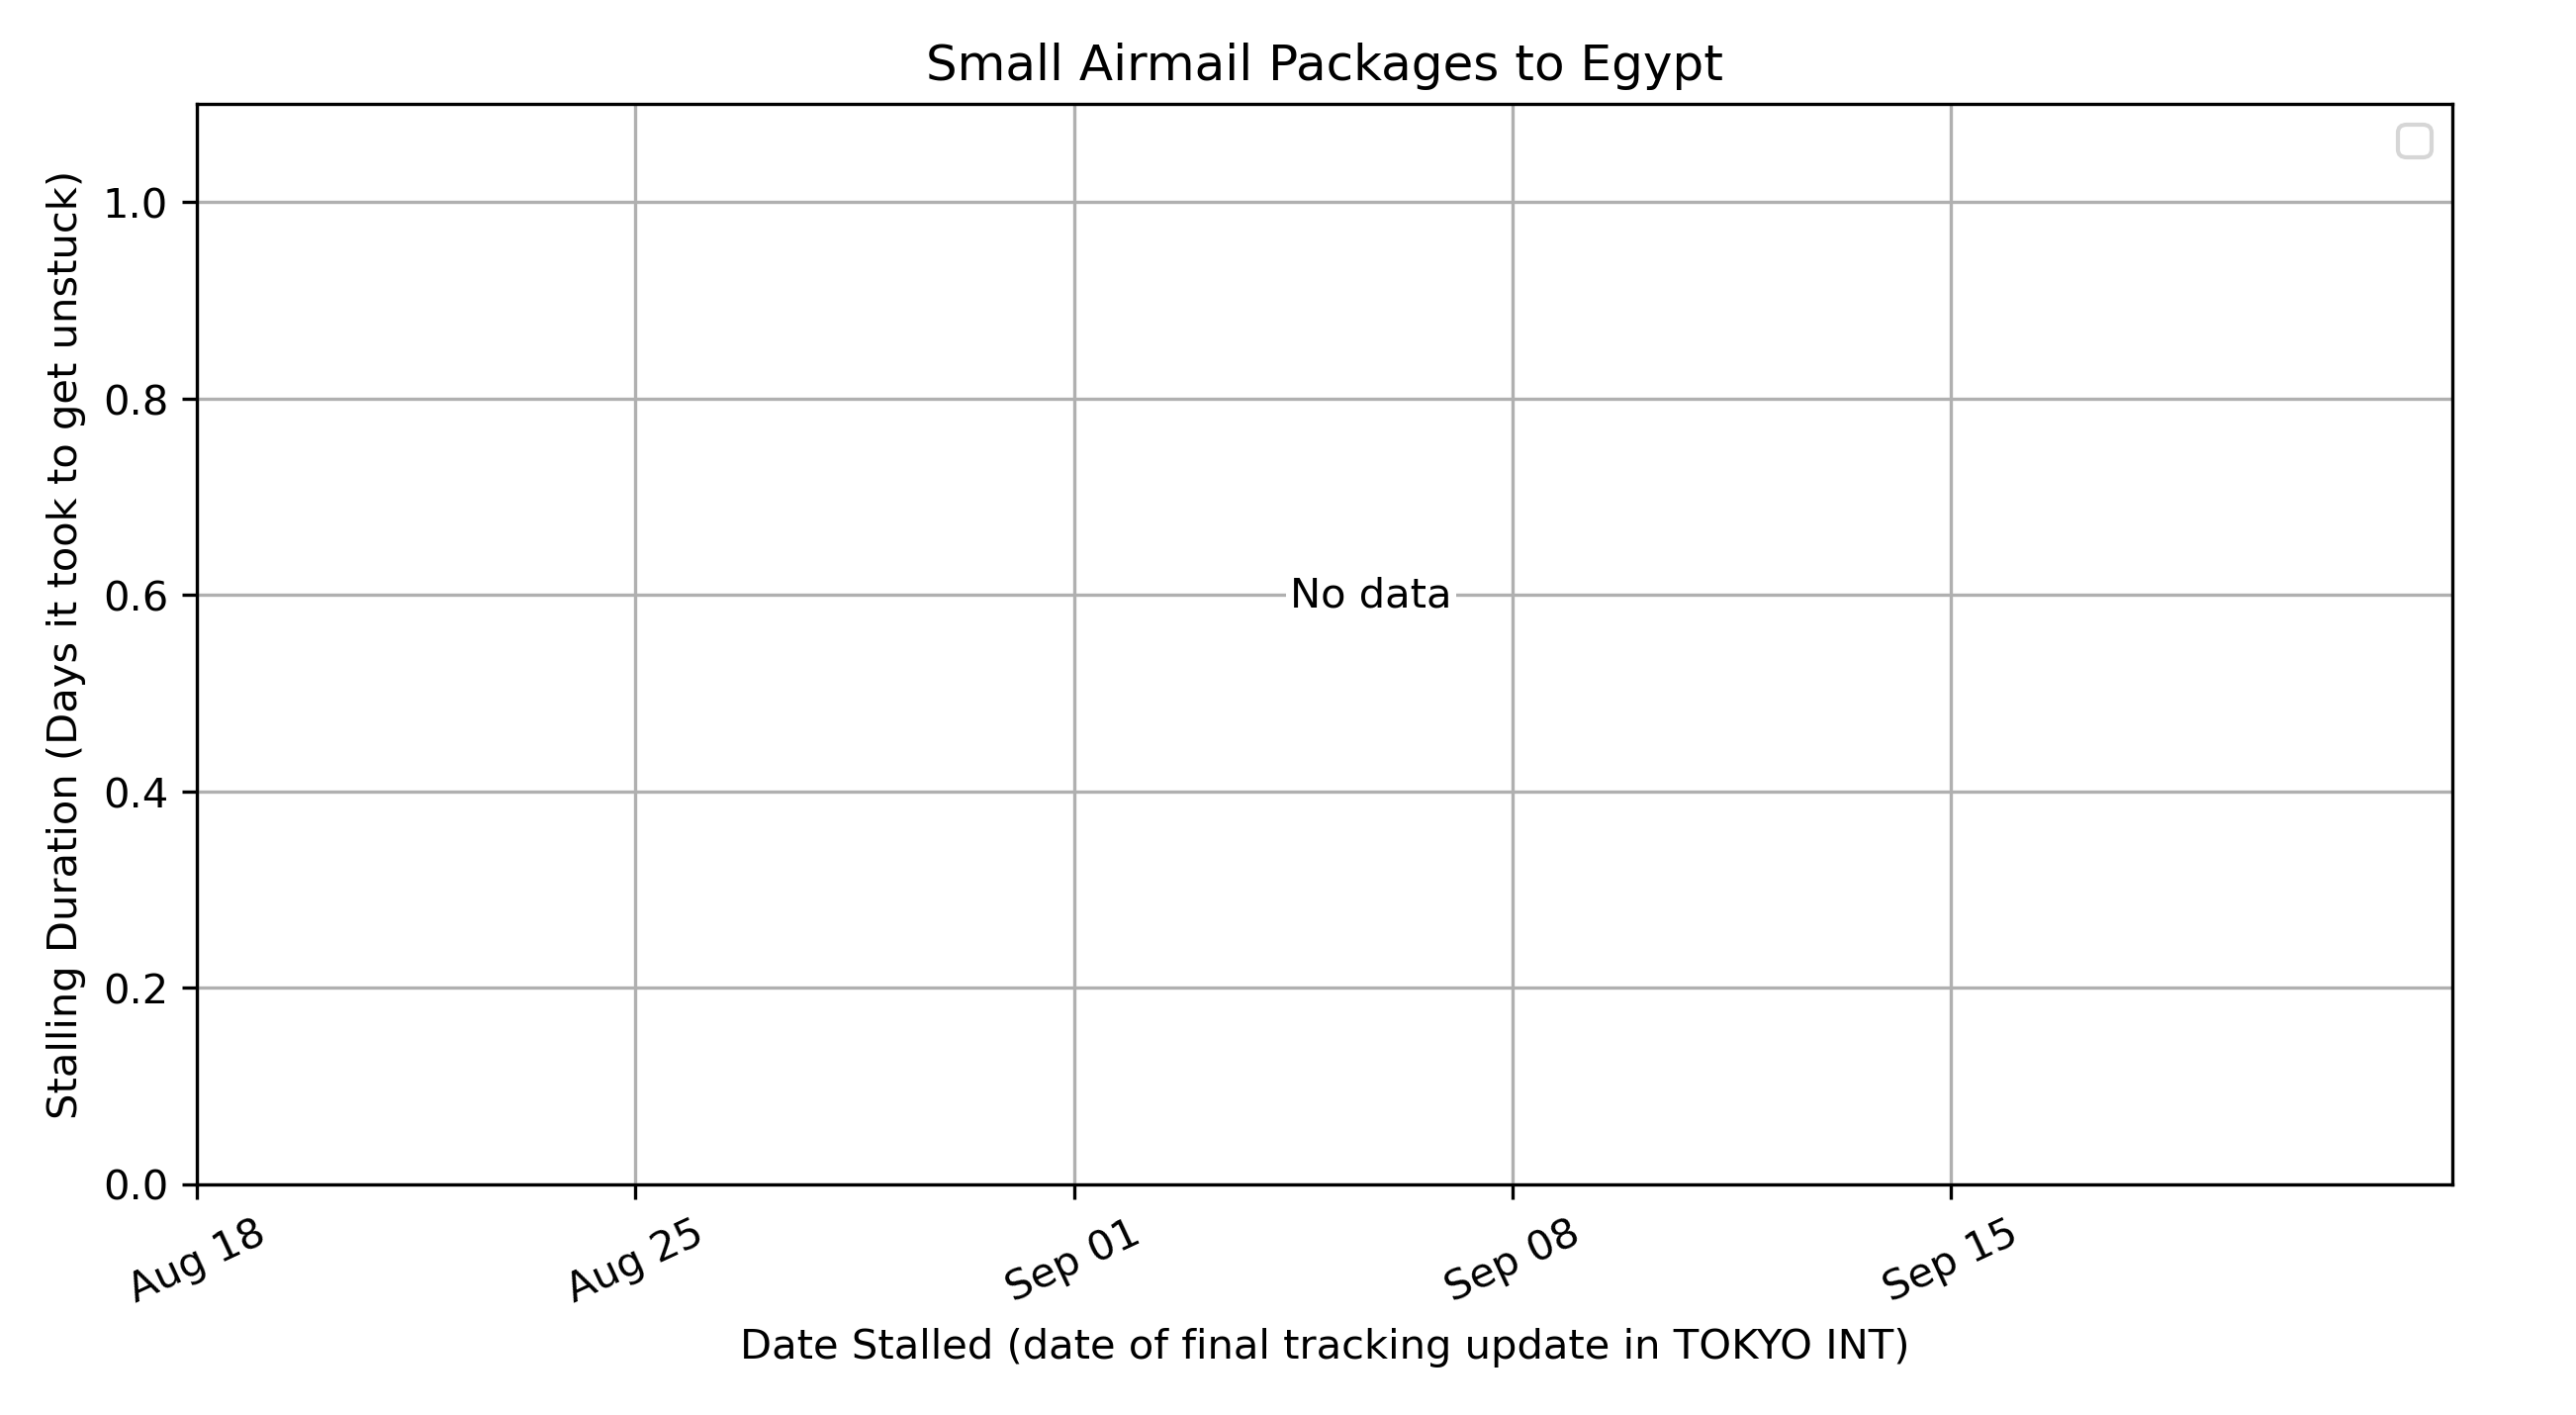 Small Airmail Packages to Egypt
Stalling Duration (Days it took to get unstuck)
1.0
0.8
0.6
0.4
0.2
0.0
No data
Aug 18
Aug 25
Sep 01
Sep 08
Sep 15
Date Stalled (date of final tracking update in TOKYO INT)